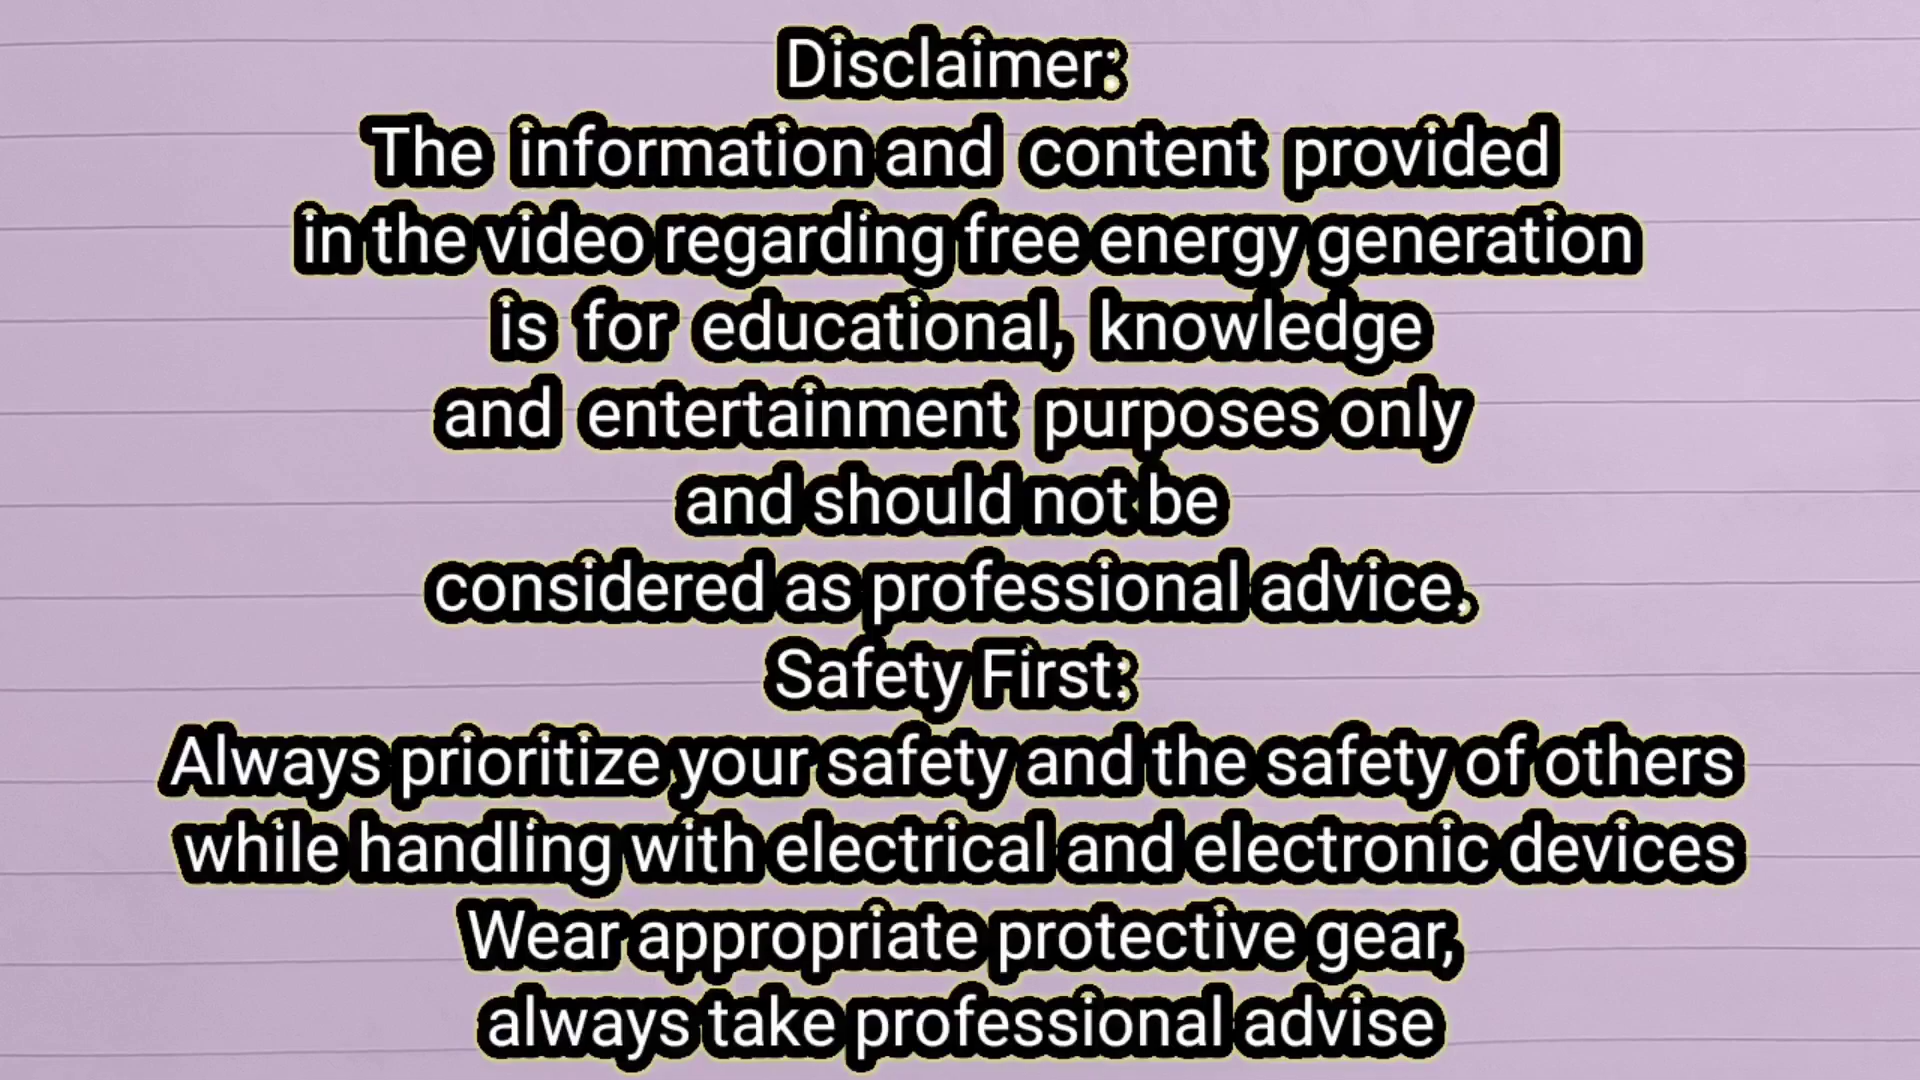 Disclaimer:
The information and content provided
in the video regarding free energy generation
is for educational, knowledge
and entertainment purposes only
and should not be
considered as professional advice.
Safety First:
Always prioritize your safety and the safety of others
while handling with electrical and electronic devices
Wear appropriate protective gear,
always take professional advise